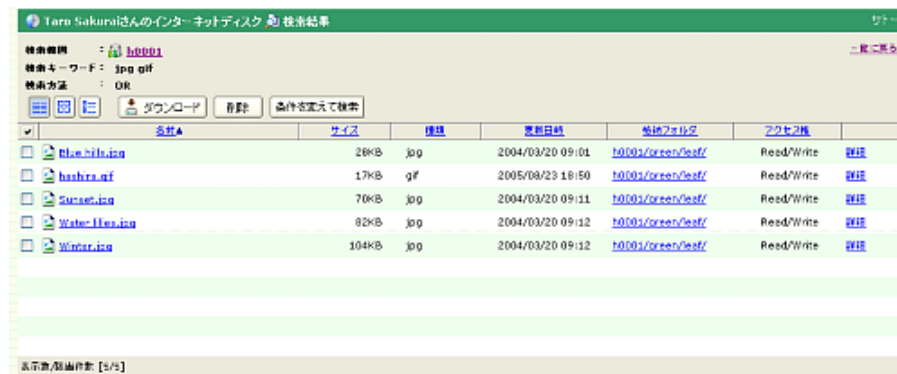 Taro Sakuraiさんのインターネットディスク 検索結果
検索範囲 : h0001
検索キーワード: jpg gif
検索方法 : OR
一覧に戻る
ダウンロード 削除 条件を変えて検索
名前▲ サイズ 種類 更新日時 格納フォルダ アクセス権
Blue hills.jpg 28KB jpg 2004/03/20 09:01 h0001/green/leaf/ Read/Write 詳細
hashira.gif 17KB gif 2005/08/23 18:50 h0001/green/leaf/ Read/Write 詳細
Sunset.jpg 70KB jpg 2004/03/20 09:11 h0001/green/leaf/ Read/Write 詳細
Water lilies.jpg 82KB jpg 2004/03/20 09:12 h0001/green/leaf/ Read/Write 詳細
Winter.jpg 104KB jpg 2004/03/20 09:12 h0001/green/leaf/ Read/Write 詳細
表示数/該当件数 [5/5]